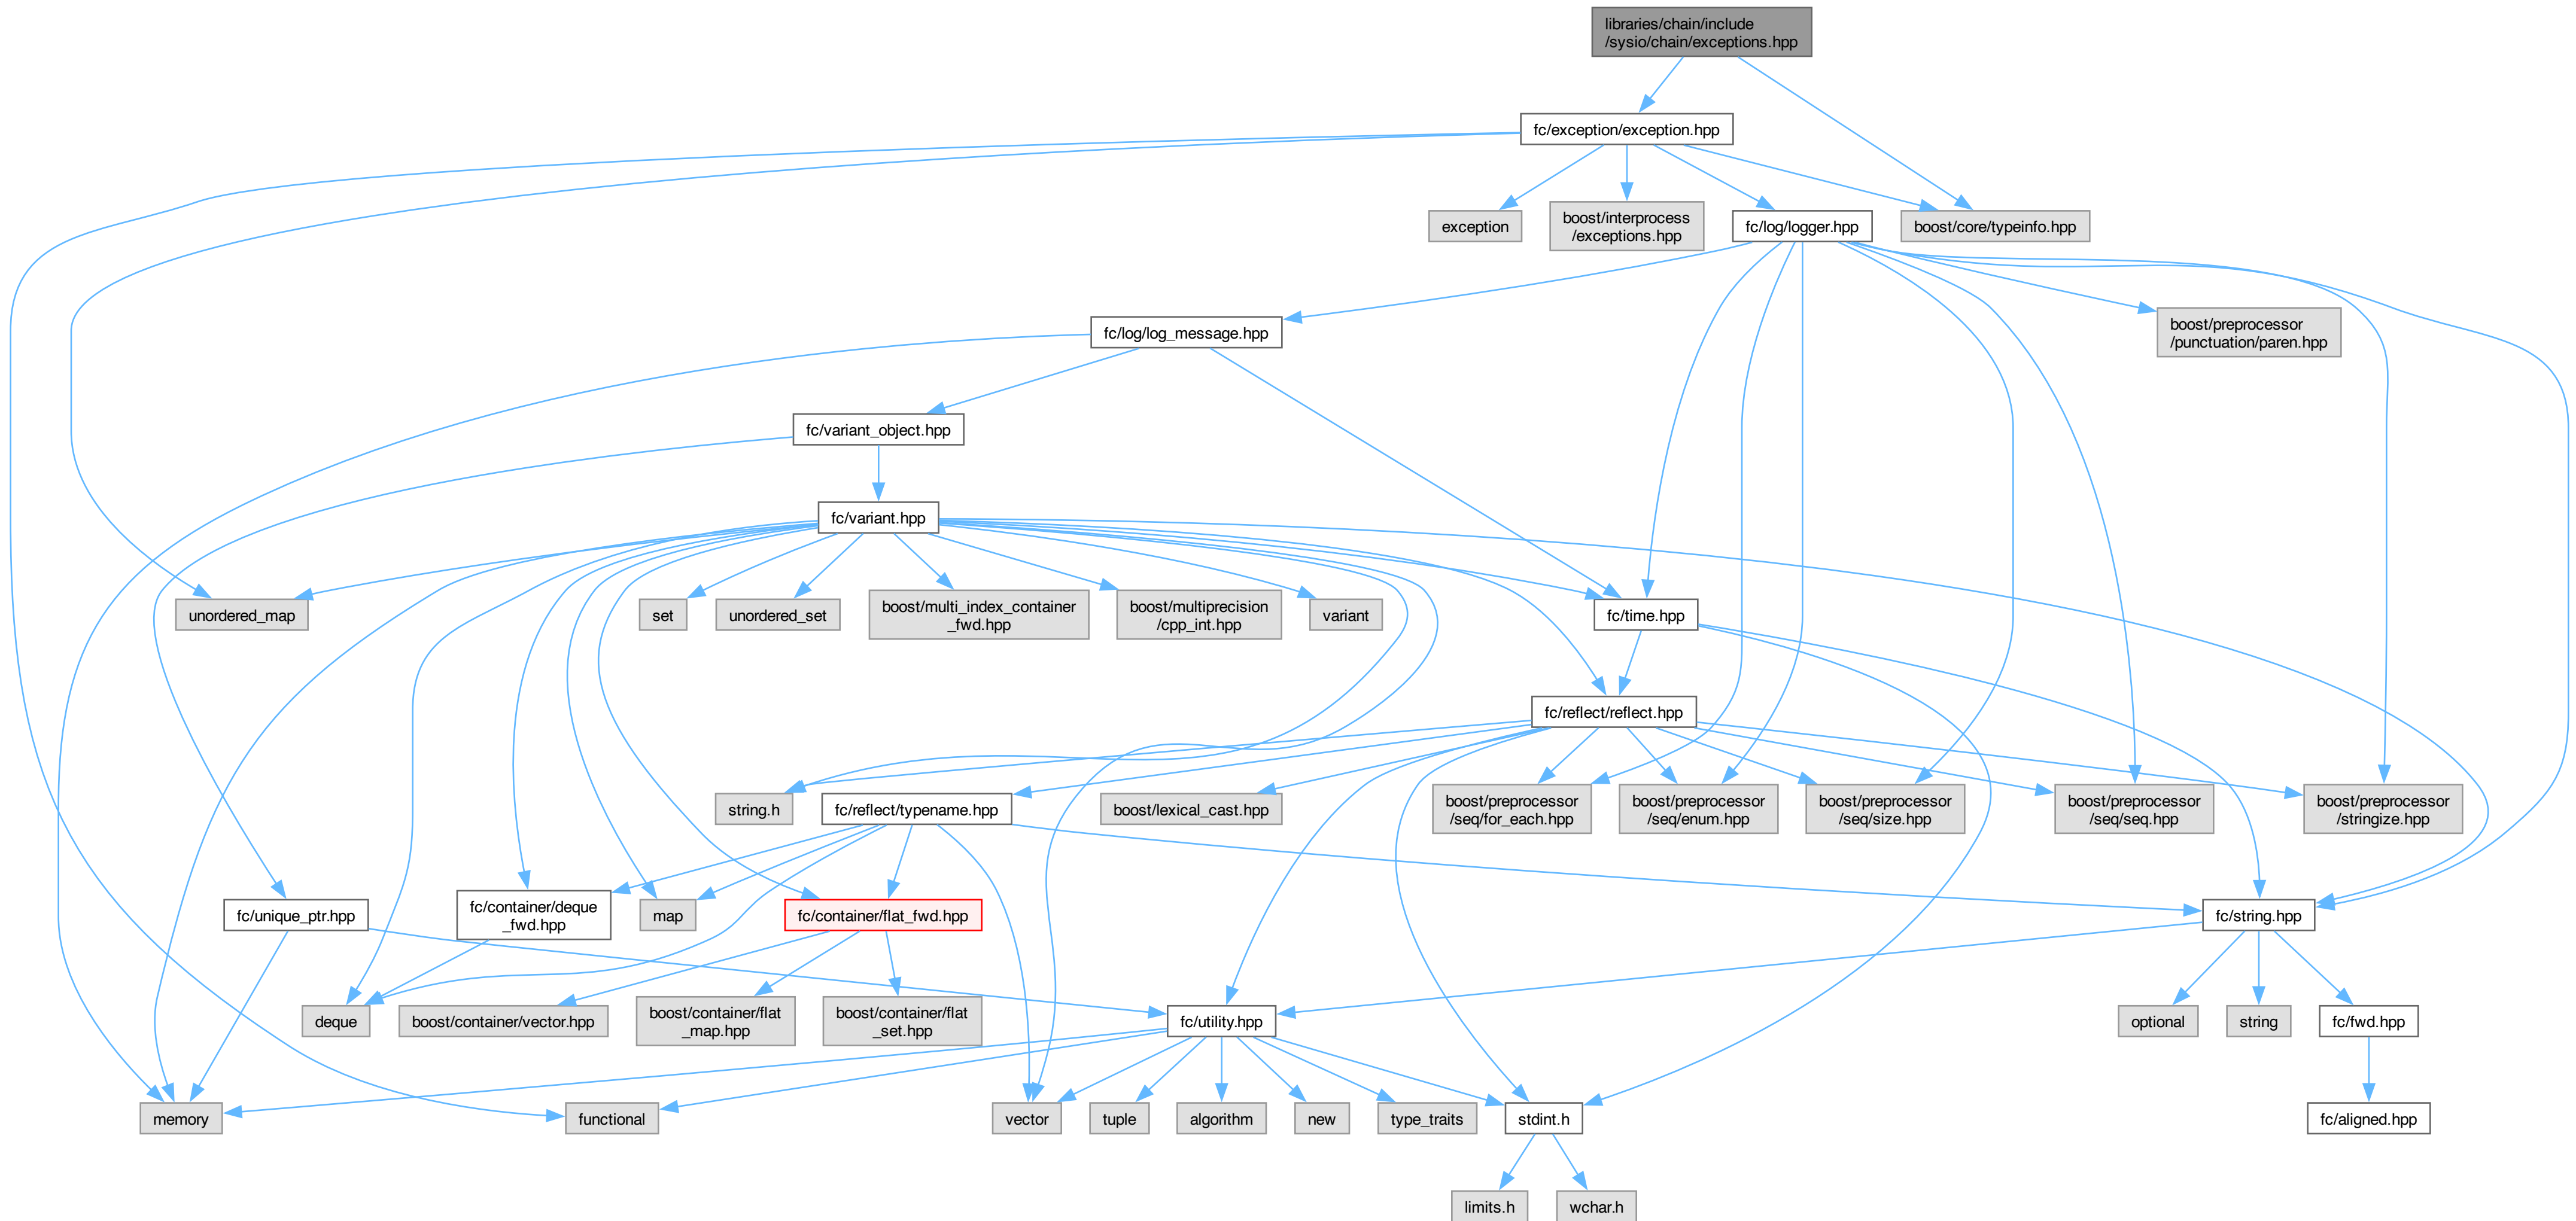 libraries/chain/include
/sysio/chain/exceptions.hpp
fc/exception/exception.hpp
exception
boost/interprocess
/exceptions.hpp
fc/log/logger.hpp
boost/core/typeinfo.hpp
fc/log/log_message.hpp
boost/preprocessor
/punctuation/paren.hpp
fc/variant_object.hpp
fc/variant.hpp
unordered_map
set
unordered_set
boost/multi_index_container
_fwd.hpp
boost/multiprecision
/cpp_int.hpp
variant
fc/time.hpp
fc/reflect/reflect.hpp
string.h
fc/reflect/typename.hpp
boost/lexical_cast.hpp
boost/preprocessor
/seq/for_each.hpp
boost/preprocessor
/seq/enum.hpp
boost/preprocessor
/seq/size.hpp
boost/preprocessor
/seq/seq.hpp
boost/preprocessor
/stringize.hpp
fc/unique_ptr.hpp
fc/container/deque
_fwd.hpp
map
fc/container/flat_fwd.hpp
fc/string.hpp
deque
boost/container/vector.hpp
boost/container/flat
_map.hpp
boost/container/flat
_set.hpp
fc/utility.hpp
optional
string
fc/fwd.hpp
memory
functional
vector
tuple
algorithm
new
type_traits
stdint.h
fc/aligned.hpp
limits.h
wchar.h